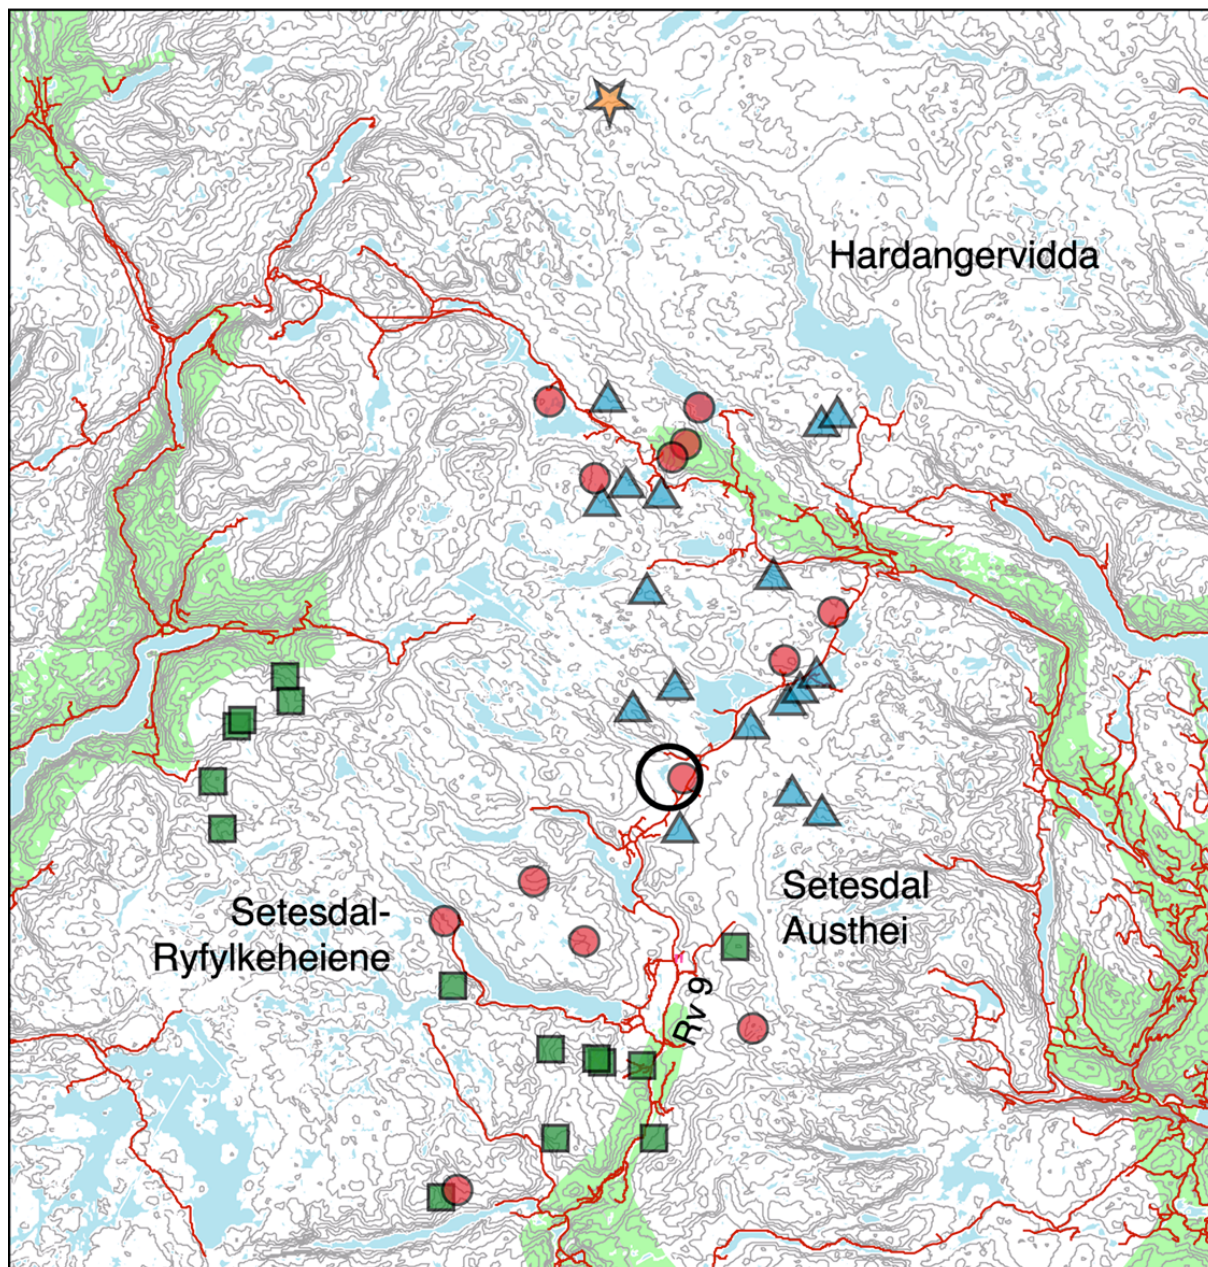 Hardangervidda
Setesdal
Austhei
Setesdal-
Ryfylkeheiene
Rv 9